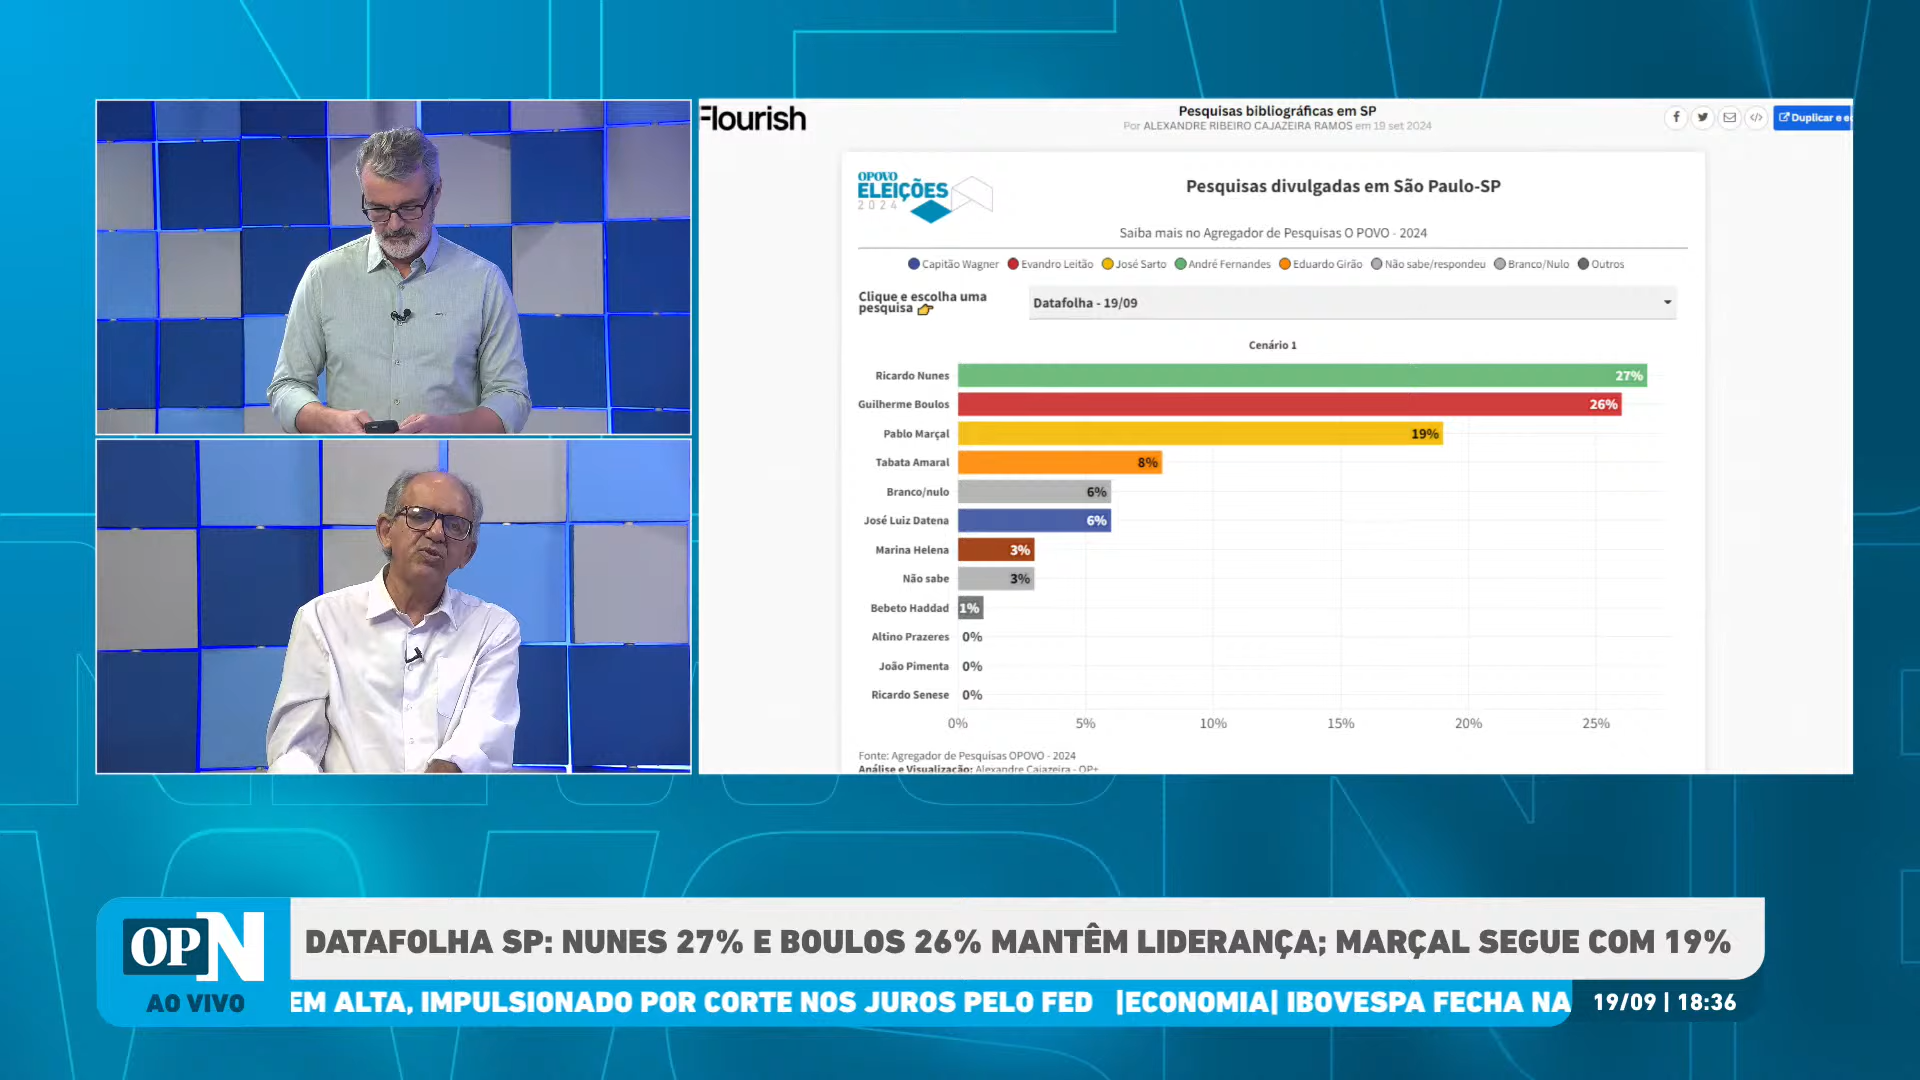 Flourish
Pesquisas bibliográficas em SP
Por ALEXANDRE RIBEIRO CAJAZEIRA RAMOS em 19 set 2024
</> Duplicar e
OPOVO
ELEIÇÕES
2024
Pesquisas divulgadas em São Paulo-SP
Saiba mais no Agregador de Pesquisas O POVO - 2024
Capitão Wagner Evandro Leitão José Sarto André Fernandes Eduardo Girão Não sabe/respondeu Branco/Nulo Outros
Clique e escolha uma
pesquisa 👉
Datafolha - 19/09
Cenário 1
Ricardo Nunes 27%
Guilherme Boulos 26%
Pablo Marçal 19%
Tabata Amaral 8%
Branco/nulo 6%
José Luiz Datena 6%
Marina Helena 3%
Não sabe 3%
Bebeto Haddad 1%
Altino Prazeres 0%
João Pimenta 0%
Ricardo Senese 0%
0% 5% 10% 15% 20% 25%
Fonte: Agregador de Pesquisas OPOVO - 2024
Análise e Visualização: Alexandre Cajazeira - OP+
OPN
AO VIVO
DATAFOLHA SP: NUNES 27% E BOULOS 26% MANTÊM LIDERANÇA; MARÇAL SEGUE COM 19%
EM ALTA, IMPULSIONADO POR CORTE NOS JUROS PELO FED |ECONOMIA| IBOVESPA FECHA NA
19/09 | 18:36